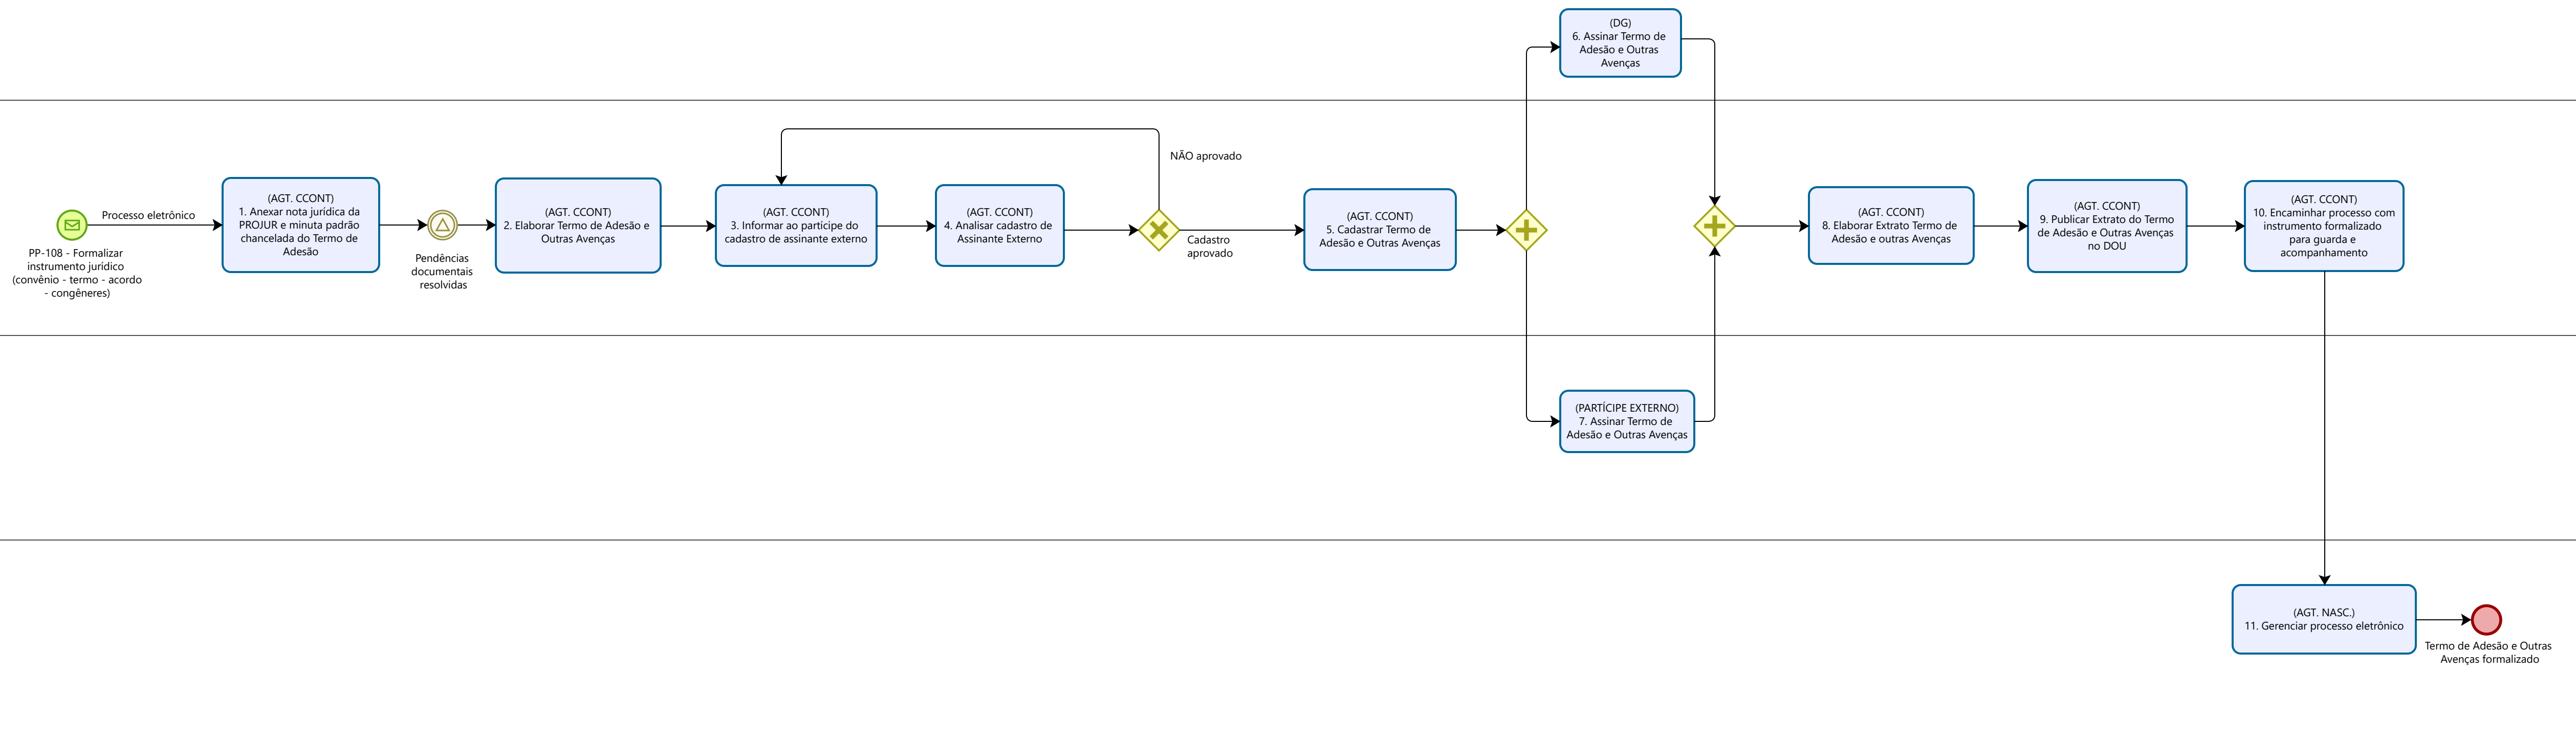 (DG)
6. Assinar Termo de
Adesão e Outras
Avenças
Processo eletrônico
PP-108 - Formalizar
instrumento jurídico
(convênio - termo - acordo
- congêneres)
(AGT. CCONT)
1. Anexar nota jurídica da
PROJUR e minuta padrão
chancelada do Termo de
Adesão
Pendências
documentais
resolvidas
(AGT. CCONT)
2. Elaborar Termo de Adesão e
Outras Avenças
(AGT. CCONT)
3. Informar ao partícipe do
cadastro de assinante externo
(AGT. CCONT)
4. Analisar cadastro de
Assinante Externo
NÃO aprovado
Cadastro
aprovado
(AGT. CCONT)
5. Cadastrar Termo de
Adesão e Outras Avenças
(AGT. CCONT)
8. Elaborar Extrato Termo de
Adesão e outras Avenças
(AGT. CCONT)
9. Publicar Extrato do Termo
de Adesão e Outras Avenças
no DOU
(AGT. CCONT)
10. Encaminhar processo com
instrumento formalizado
para guarda e
acompanhamento
(PARTÍCIPE EXTERNO)
7. Assinar Termo de
Adesão e Outras Avenças
(AGT. NASC.)
11. Gerenciar processo eletrônico
Termo de Adesão e Outras
Avenças formalizado